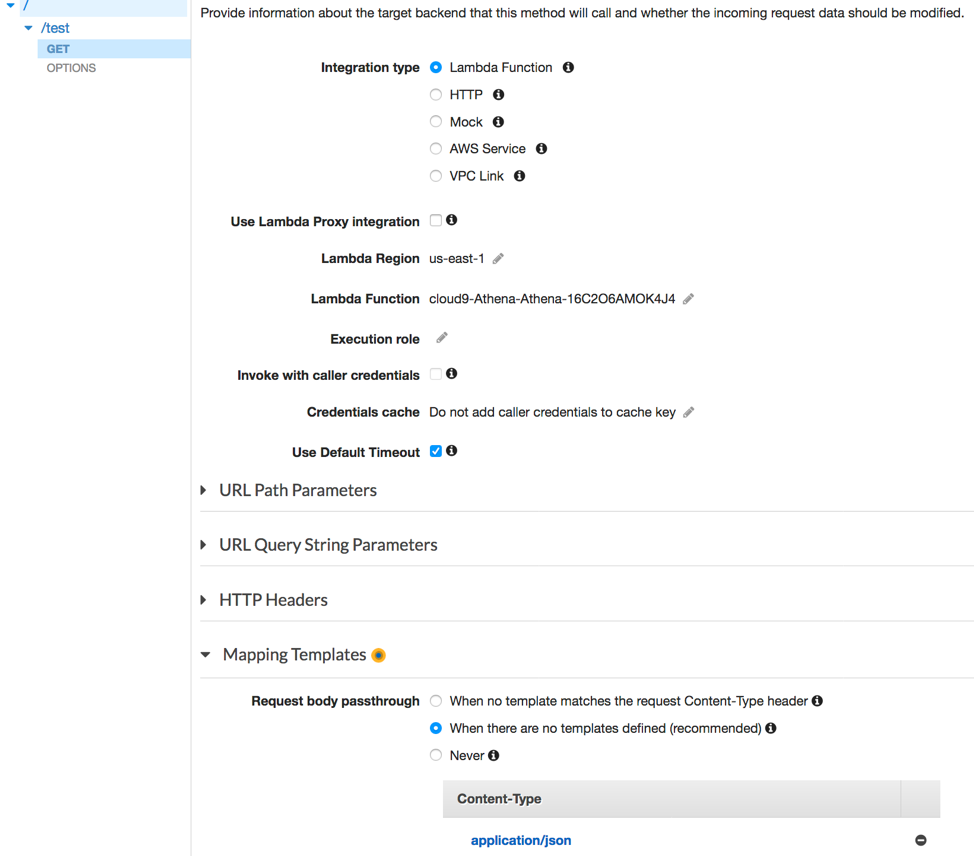 /
/test
GET
OPTIONS
Provide information about the target backend that this method will call and whether the incoming request data should be modified.
Integration type Lambda Function
HTTP
Mock
AWS Service
VPC Link
Use Lambda Proxy integration
Lambda Region us-east-1
Lambda Function cloud9-Athena-Athena-16C2O6AMOK4J4
Execution role
Invoke with caller credentials
Credentials cache Do not add caller credentials to cache key
Use Default Timeout
URL Path Parameters
URL Query String Parameters
HTTP Headers
Mapping Templates
Request body passthrough When no template matches the request Content-Type header
When there are no templates defined (recommended)
Never
Content-Type
application/json